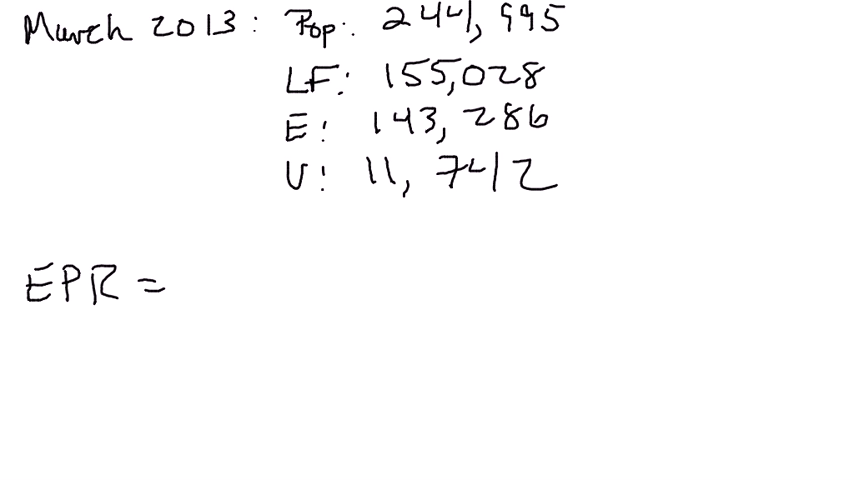 March 2013: Pop: 244,995
LF: 155,028
E: 143,286
U: 11,742
EPR =